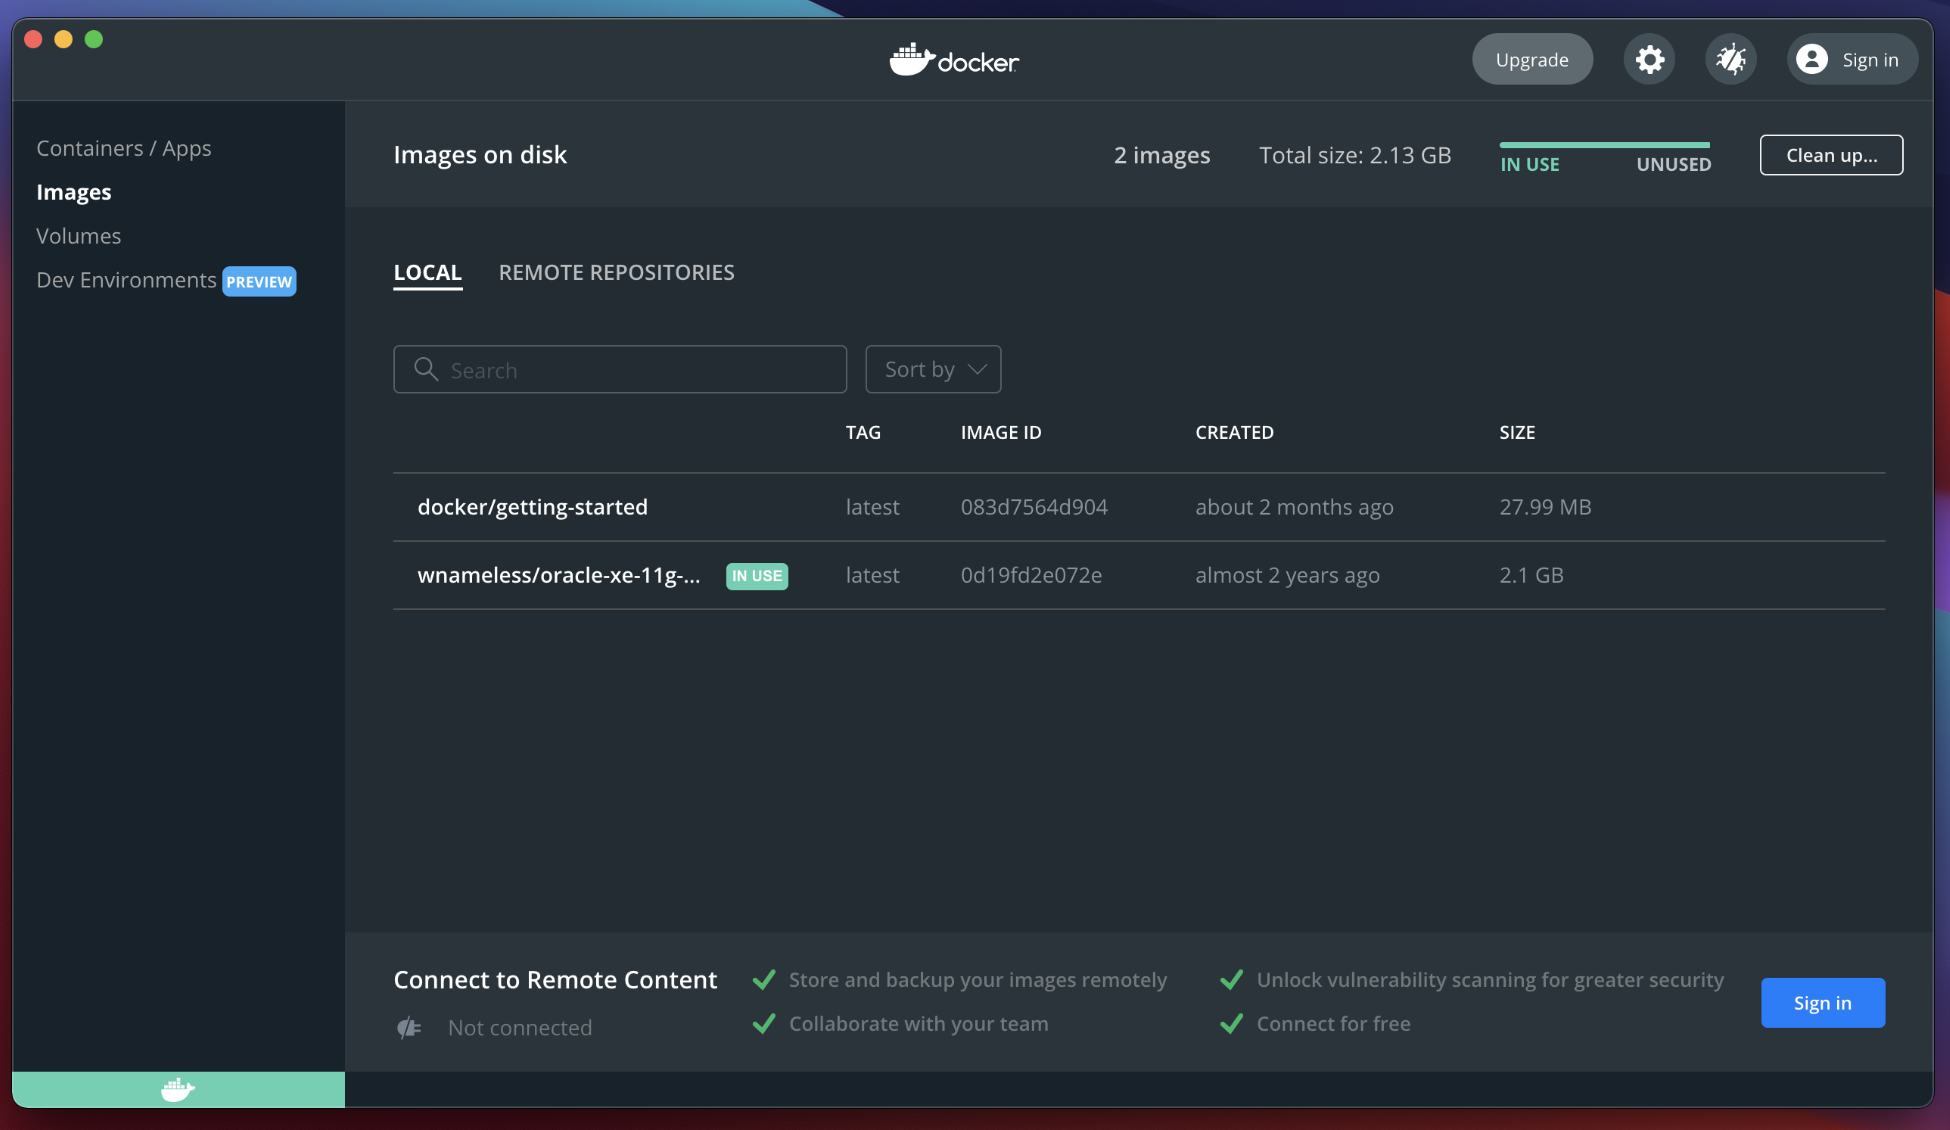 docker
Upgrade
Sign in
Containers / Apps
Images
Volumes
Dev Environments PREVIEW
Images on disk
2 images
Total size: 2.13 GB
IN USE UNUSED
Clean up...
LOCAL REMOTE REPOSITORIES
Search
Sort by
TAG IMAGE ID CREATED SIZE
docker/getting-started latest 083d7564d904 about 2 months ago 27.99 MB
wnameless/oracle-xe-11g-... IN USE latest 0d19fd2e072e almost 2 years ago 2.1 GB
Connect to Remote Content
Not connected
Store and backup your images remotely
Collaborate with your team
Unlock vulnerability scanning for greater security
Connect for free
Sign in